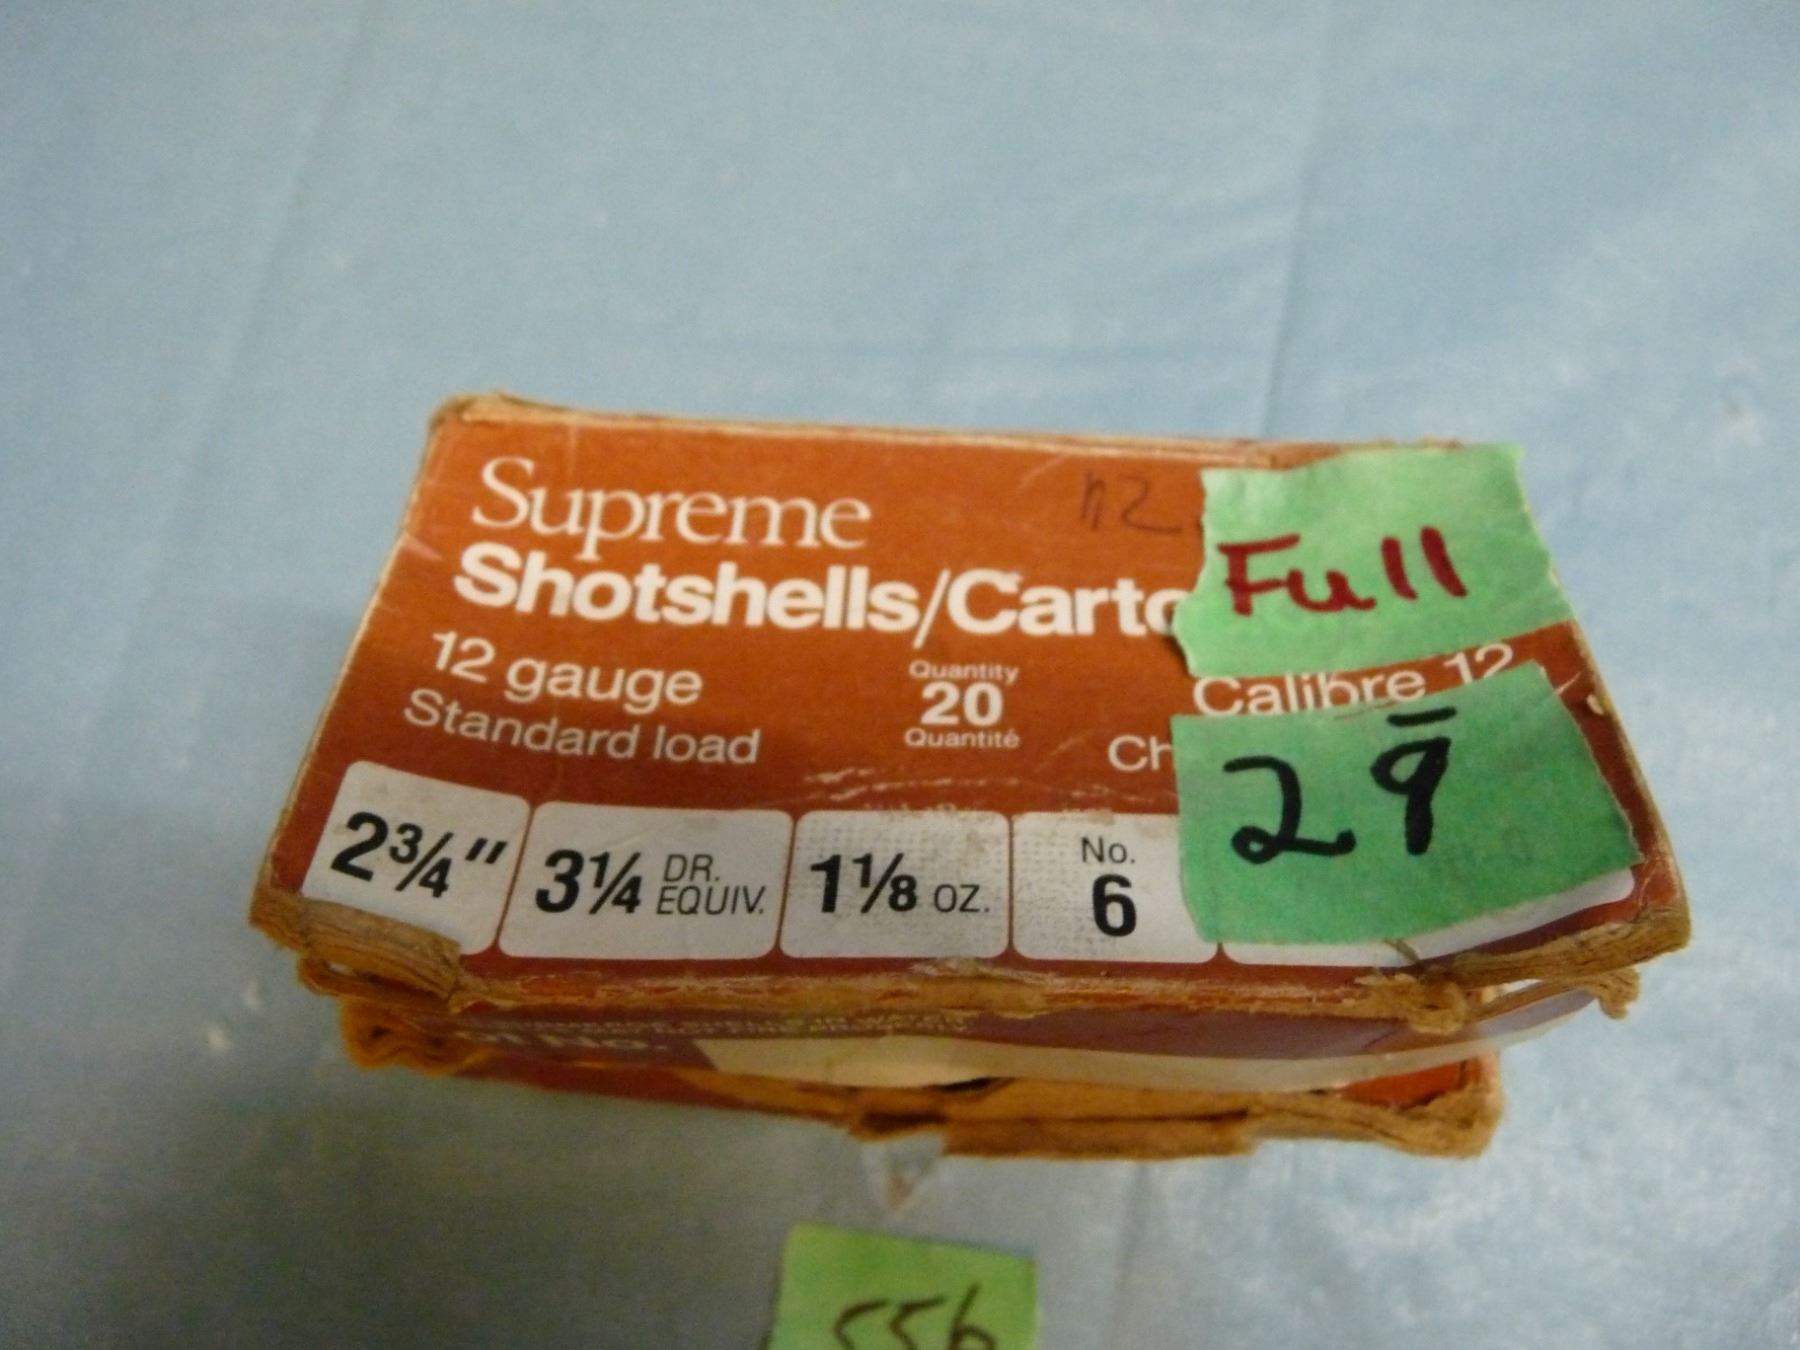 Supreme
Shotshells/Carto
Full
12 gauge
Standard load
Quantity
20
Quantité
Calibre 12
Ch
29
2¾"
3¼ DR. EQUIV.
1⅛ OZ.
No.
6
556